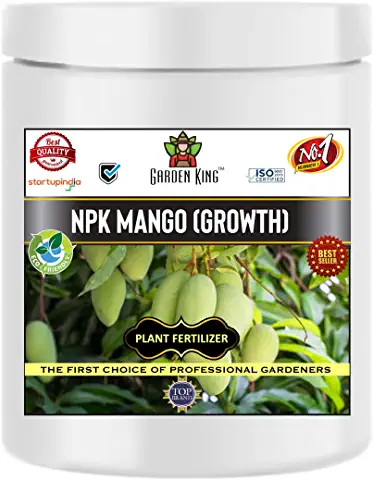 Best
QUALITY
startupindia
GARDEN KING™
ISO
CERTIFIED
No.1
NPK MANGO (GROWTH)
ECO FRIENDLY
BEST
SELLER
PLANT FERTILIZER
THE FIRST CHOICE OF PROFESSIONAL GARDENERS
TOP
BRAND